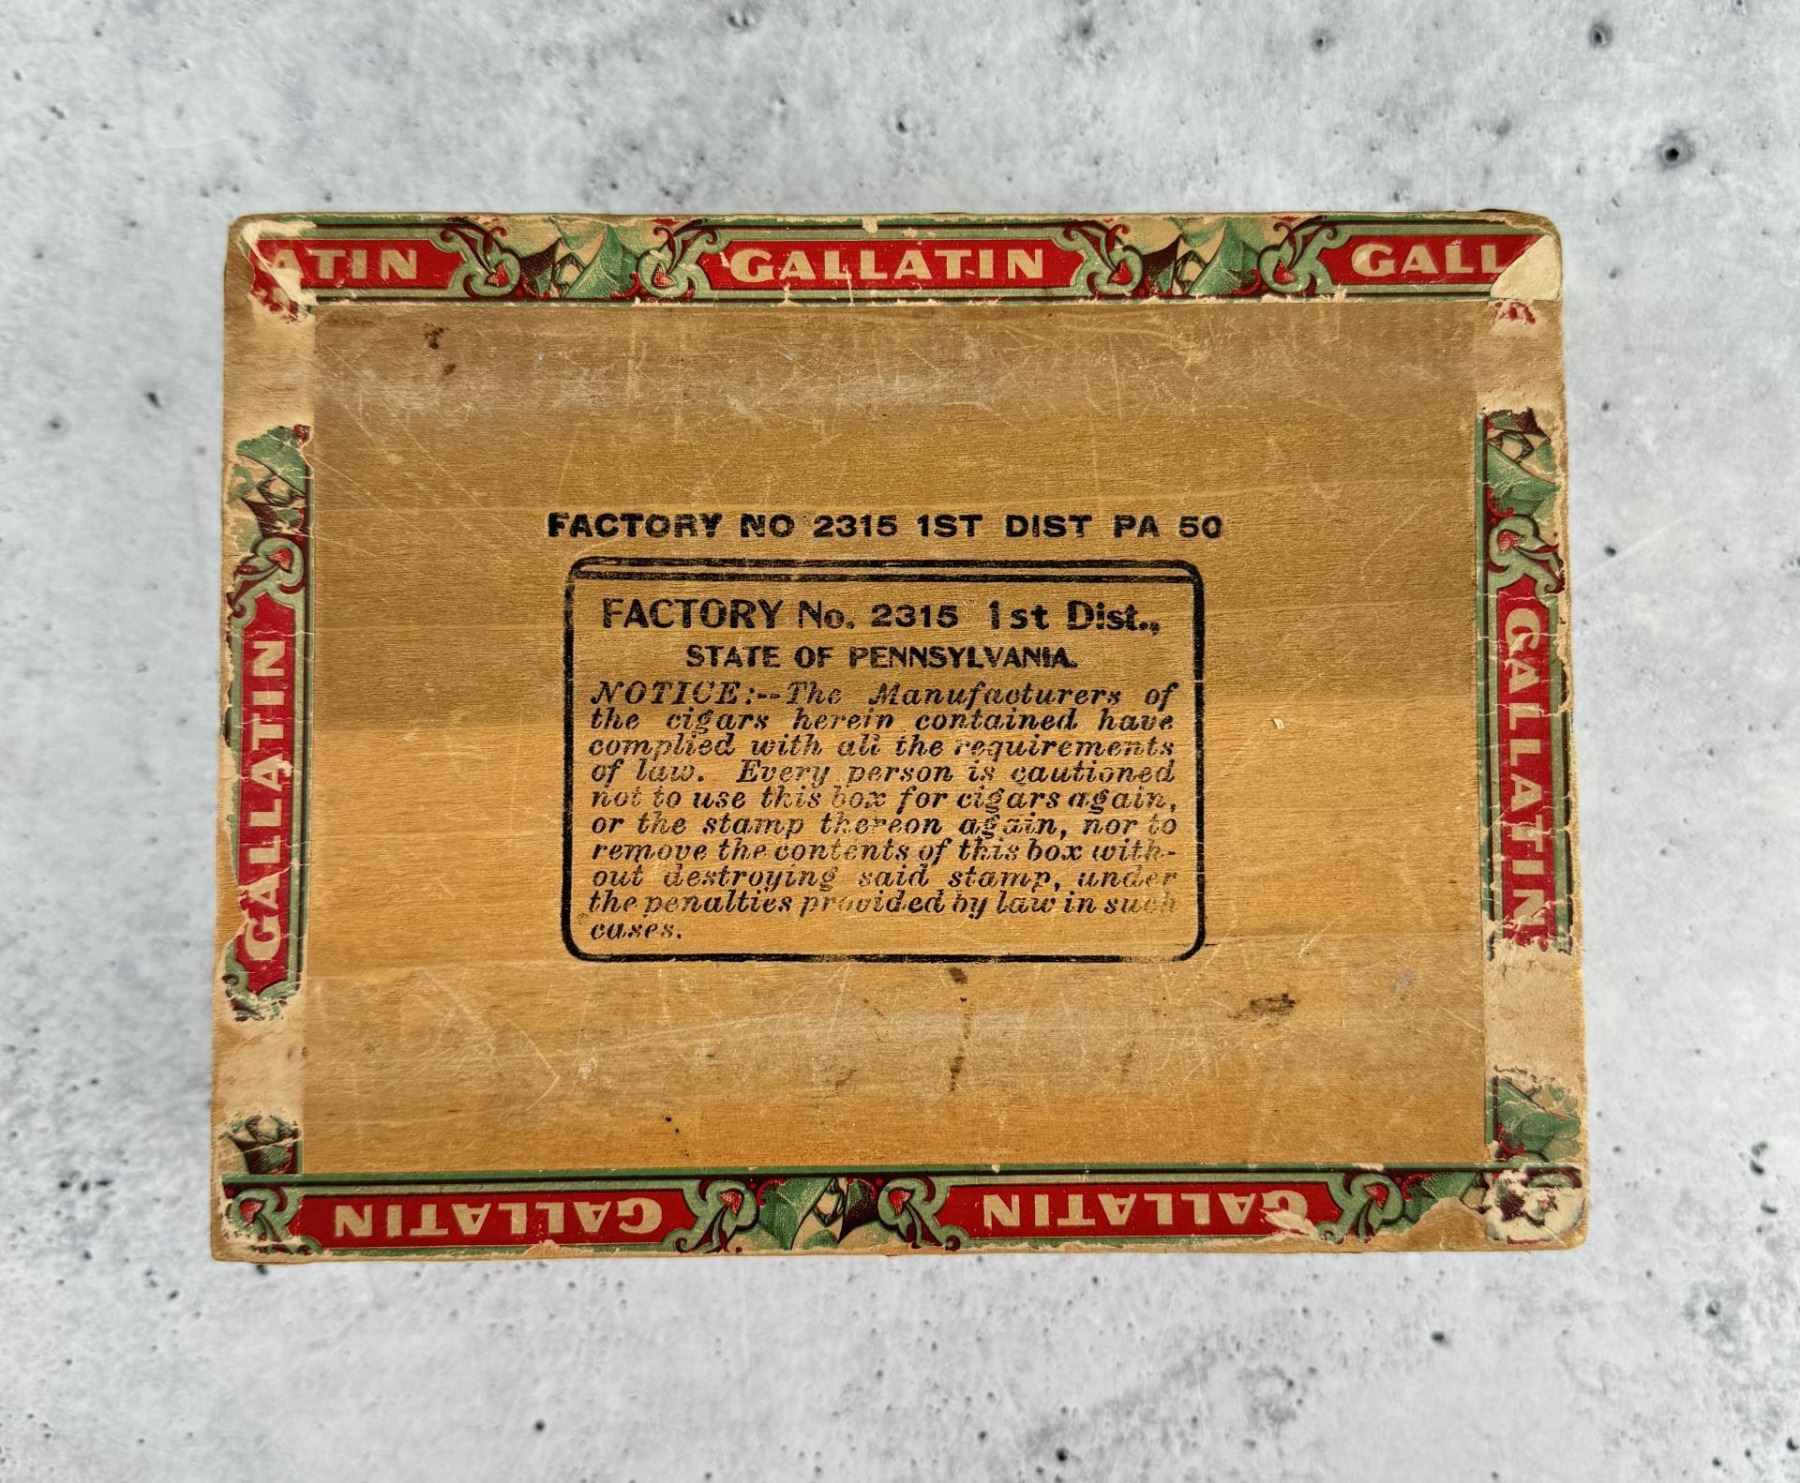 ATIN GALLATIN GALL
GALLATIN
GALLATIN
FACTORY NO 2315 1ST DIST PA 50
FACTORY No. 2315 1st Dist.,
STATE OF PENNSYLVANIA.
NOTICE:--The Manufacturers of
the cigars herein contained have
complied with all the requirements
of law. Every person is cautioned
not to use this box for cigars again,
or the stamp thereon again, nor to
remove the contents of this box with-
out destroying said stamp, under
the penalties provided by law in such
cases.
GALLATIN GALLATIN